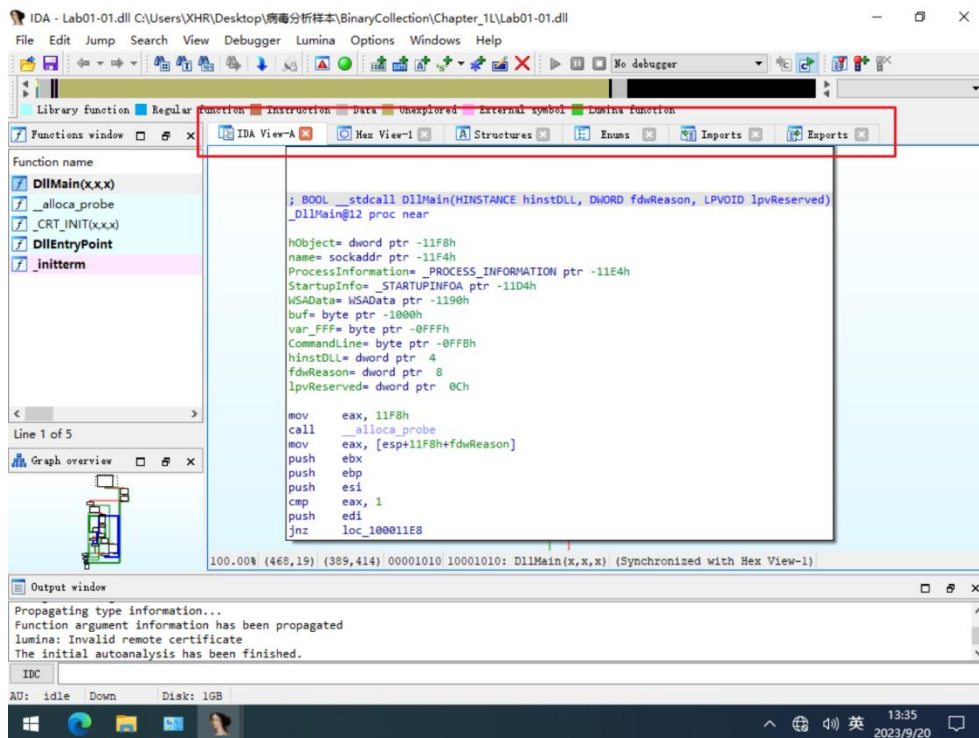 IDA - Lab01-01.dll C:\Users\XHR\Desktop\病毒分析样本\BinaryCollection\Chapter_1L\Lab01-01.dll
File Edit Jump Search View Debugger Lumina Options Windows Help
No debugger
Library function Regular function Instruction Data Unexplored External symbol Lumina function
Functions window
IDA View-A Hex View-1 Structures Enums Imports Exports
Function name
DllMain(x,x,x)
__alloca_probe
_CRT_INIT(x,x,x)
DllEntryPoint
_initterm
Line 1 of 5
Graph overview
; BOOL __stdcall DllMain(HINSTANCE hinstDLL, DWORD fdwReason, LPVOID lpvReserved)
_DllMain@12 proc near
hObject= dword ptr -11F8h
name= sockaddr ptr -11F4h
ProcessInformation= _PROCESS_INFORMATION ptr -11E4h
StartupInfo= _STARTUPINFOA ptr -11D4h
WSAData= WSAData ptr -1190h
buf= byte ptr -1000h
var_FFF= byte ptr -0FFFh
CommandLine= byte ptr -0FFBh
hinstDLL= dword ptr 4
fdwReason= dword ptr 8
lpvReserved= dword ptr 0Ch
mov eax, 11F8h
call __alloca_probe
mov eax, [esp+11F8h+fdwReason]
push ebx
push ebp
push esi
cmp eax, 1
push edi
jnz loc_100011E8
100.00% (468,19) (389,414) 00001010 10001010: DllMain(x,x,x) (Synchronized with Hex View-1)
Output window
Propagating type information...
Function argument information has been propagated
lumina: Invalid remote certificate
The initial autoanalysis has been finished.
IDC
AU: idle Down Disk: 1GB
英
13:35
2023/9/20